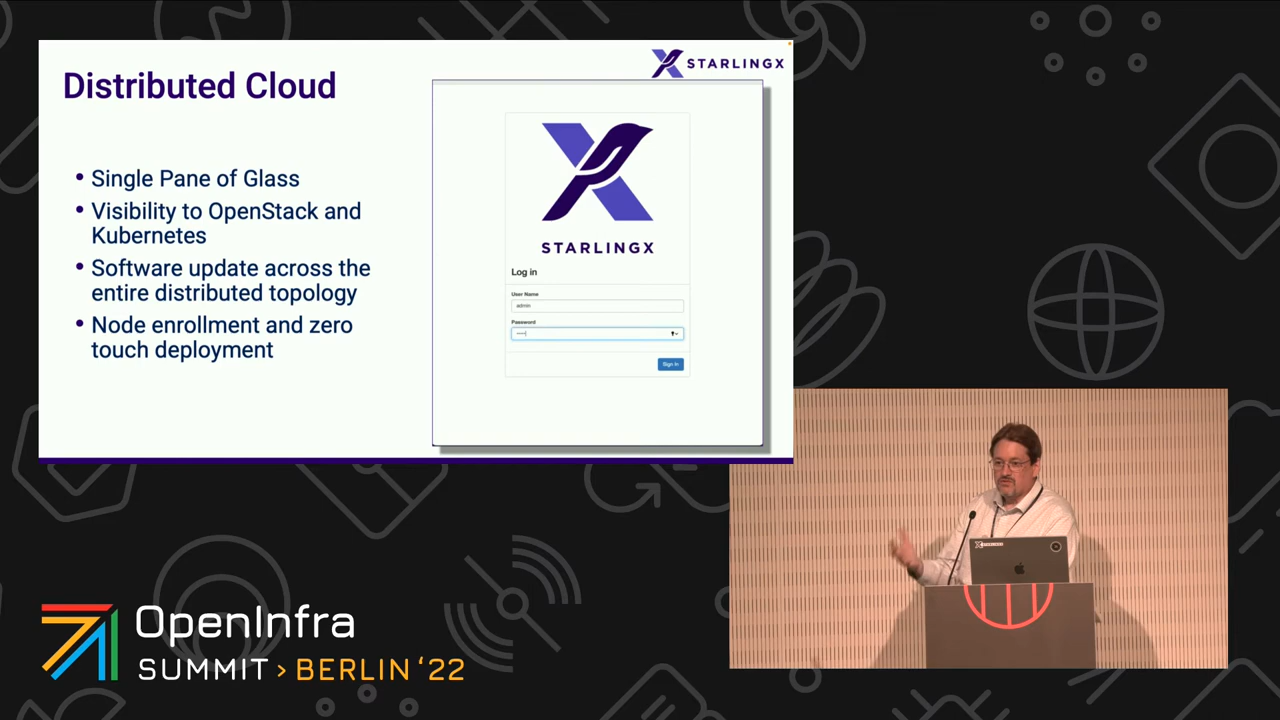 STARLINGX
Distributed Cloud
• Single Pane of Glass
• Visibility to OpenStack and
Kubernetes
• Software update across the
entire distributed topology
• Node enrollment and zero
touch deployment
STARLINGX
Log in
User Name
admin
Password
Sign In
OpenInfra
SUMMIT › BERLIN ‘22